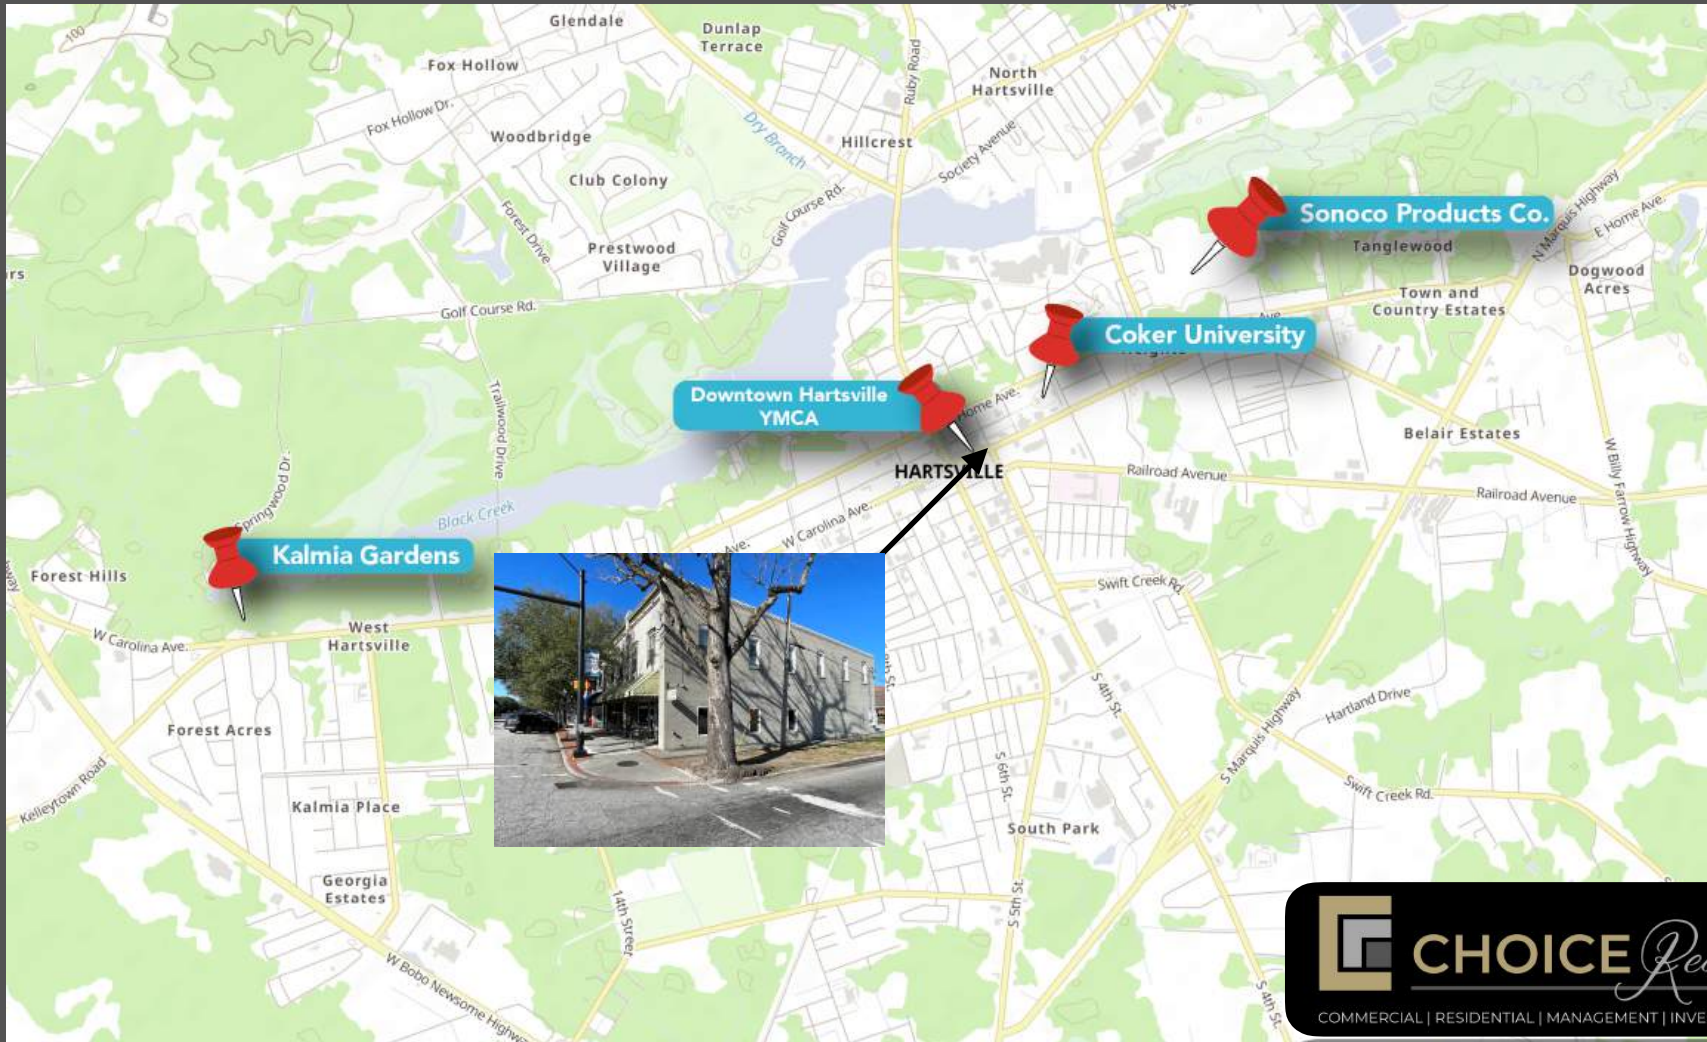 100
Glendale
Dunlap
Terrace
Fox Hollow
Fox Hollow Dr.
Woodbridge
Club Colony
Forest Drive
Prestwood
Village
Dry Branch
Golf Course Rd.
Hillcrest
Ruby Road
North
Hartsville
Society Avenue
Sonoco Products Co.
Tanglewood
N Marquis Highway
E Home Ave.
Dogwood
Acres
Town and
Country Estates
Golf Course Rd.
Coker University
Downtown Hartsville
YMCA
Home Ave.
HARTSVILLE
Belair Estates
Railroad Avenue
Railroad Avenue
W Billy Farrow Highway
Trailwood Drive
Springwood Dr.
Black Creek
W Carolina Ave.
Ave.
Kalmia Gardens
Forest Hills
W Carolina Ave.
West
Hartsville
Swift Creek Rd.
Forest Acres
S 4th St.
Hartland Drive
S Marquis Highway
Swift Creek Rd.
Kelleytown Road
Kalmia Place
S 6th St.
South Park
Georgia
Estates
14th Street
S 5th St.
W Bobo Newsome Highway
S 4th St.
CHOICE
COMMERCIAL | RESIDENTIAL | MANAGEMENT |